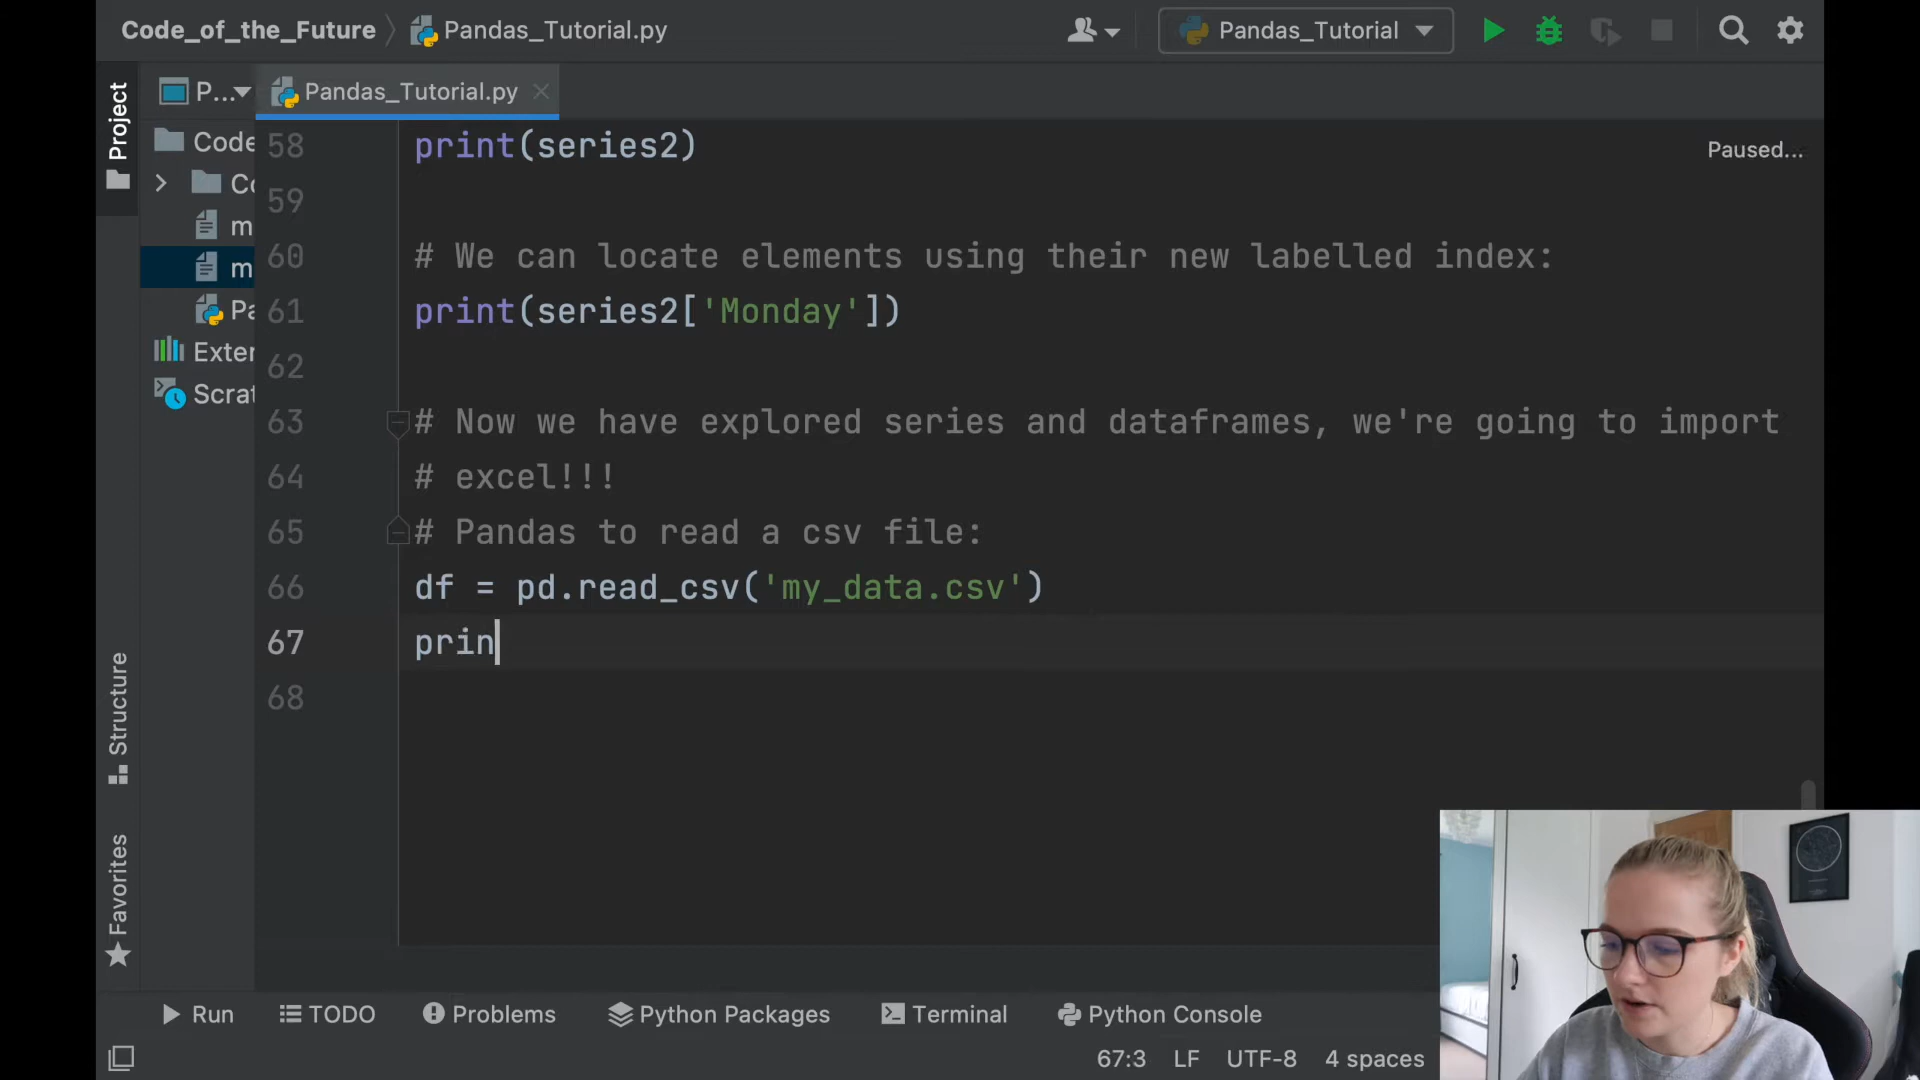 Code_of_the_Future
Pandas_Tutorial.py
Pandas_Tutorial
Project
P...
Pandas_Tutorial.py
Code
Co
m
m
Pa
Exter
Scrat
Paused...
58 print(series2)
59
60 # We can locate elements using their new labelled index:
61 print(series2['Monday'])
62
63 # Now we have explored series and dataframes, we're going to import
64 # excel!!!
65 # Pandas to read a csv file:
66 df = pd.read_csv('my_data.csv')
67 prin
68
Structure
Favorites
Run
TODO
Problems
Python Packages
Terminal
Python Console
67:3 LF UTF-8 4 spaces